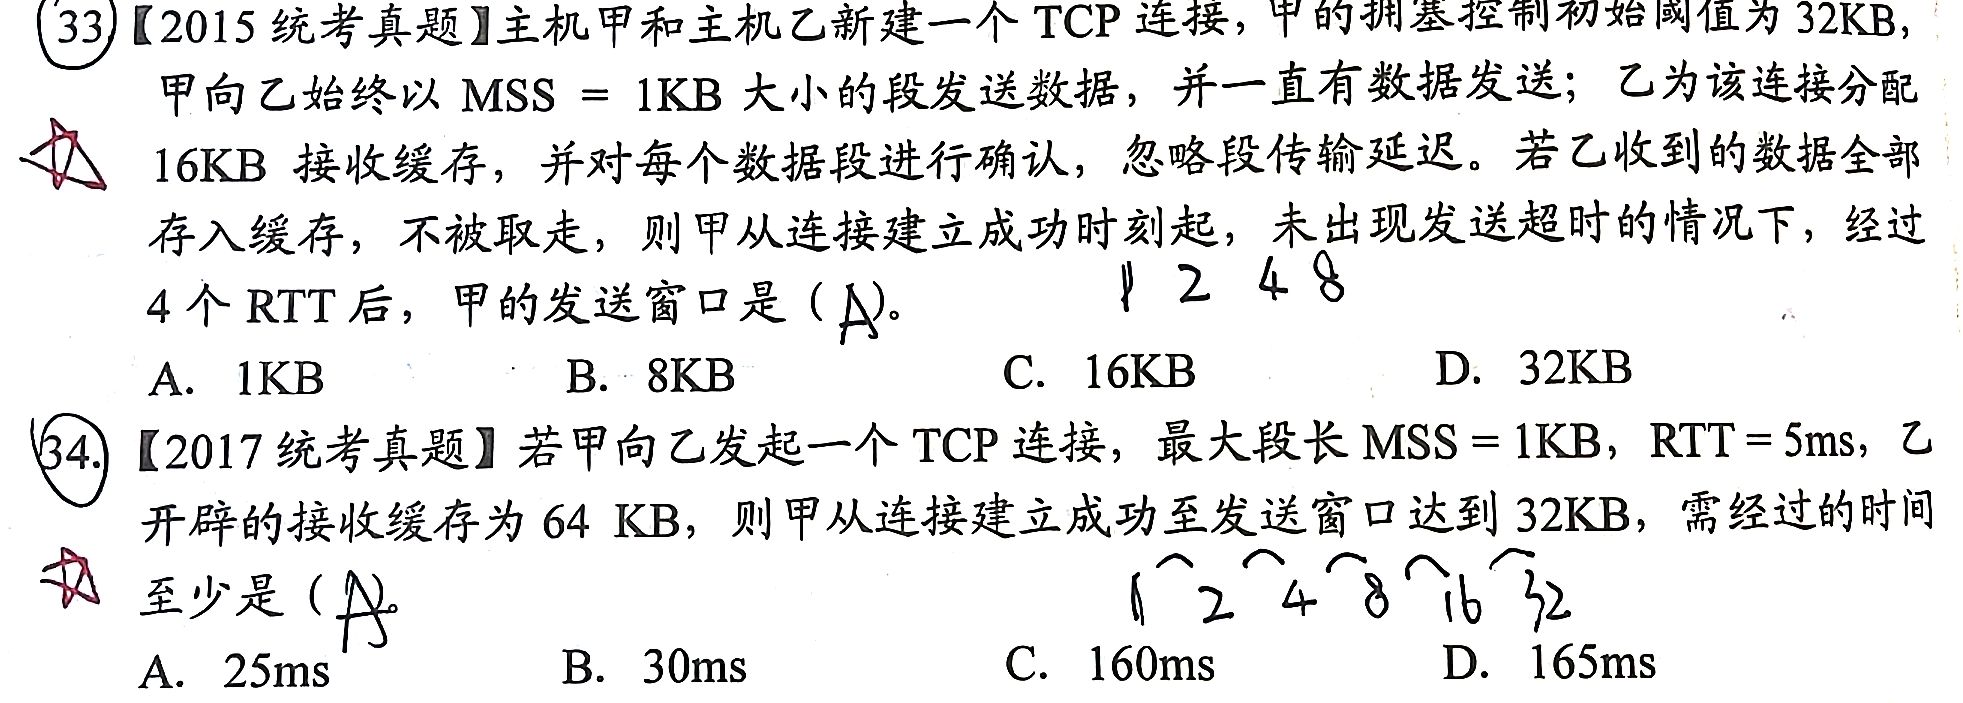 33【2015 统考真题】主机甲和主机乙新建一个 TCP 连接，甲的拥塞控制初始阈值为 32KB，
甲向乙始终以 MSS = 1KB 大小的段发送数据，并一直有数据发送；乙为该连接分配
16KB 接收缓存，并对每个数据段进行确认，忽略段传输延迟。若乙收到的数据全部
存入缓存，不被取走，则甲从连接建立成功时刻起，未出现发送超时的情况下，经过
4 个 RTT 后，甲的发送窗口是（A）。
1 2 4 8
A. 1KB B. 8KB C. 16KB D. 32KB
34.【2017 统考真题】若甲向乙发起一个 TCP 连接，最大段长 MSS = 1KB，RTT = 5ms，乙
开辟的接收缓存为 64 KB，则甲从连接建立成功至发送窗口达到 32KB，需经过的时间
至少是（A）。
1 2 4 8 16 32
A. 25ms B. 30ms C. 160ms D. 165ms